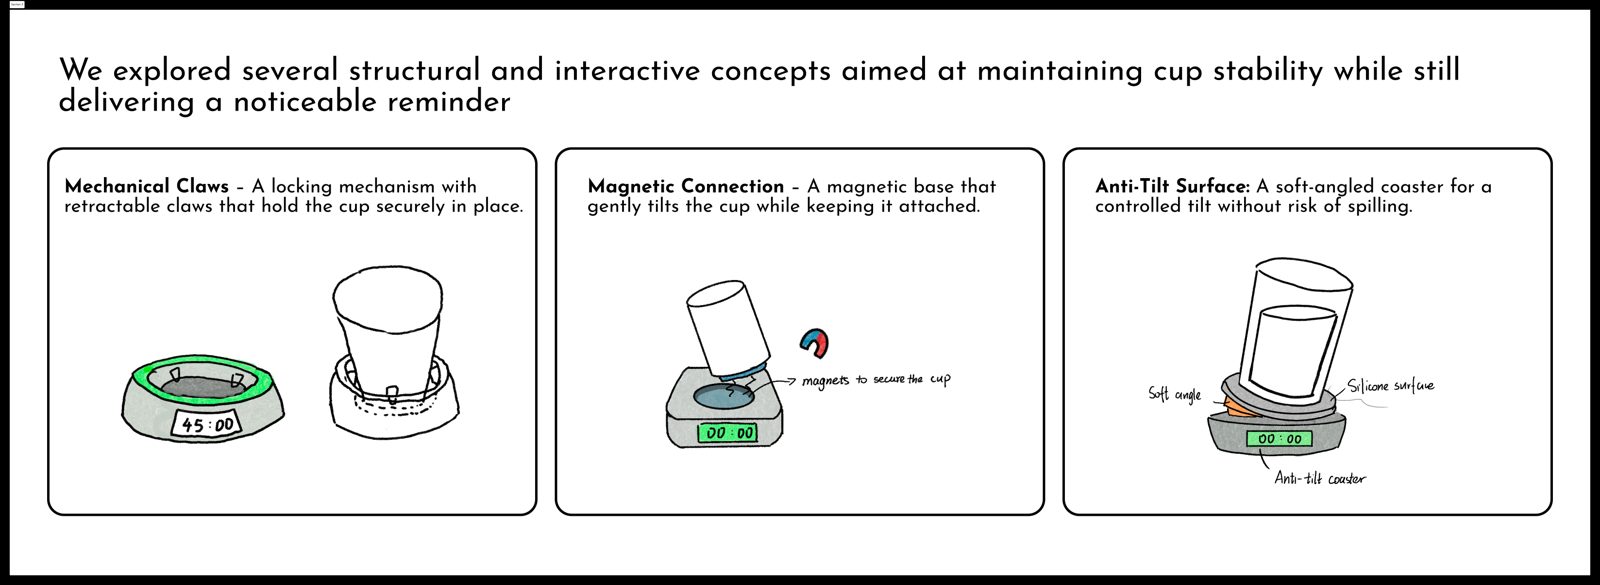 We explored several structural and interactive concepts aimed at maintaining cup stability while still
delivering a noticeable reminder
Mechanical Claws – A locking mechanism with
retractable claws that hold the cup securely in place.
45:00
Magnetic Connection – A magnetic base that
gently tilts the cup while keeping it attached.
magnets to secure the cup
00:00
Anti-Tilt Surface: A soft-angled coaster for a
controlled tilt without risk of spilling.
Soft angle
Silicone surface
00:00
Anti-tilt coaster